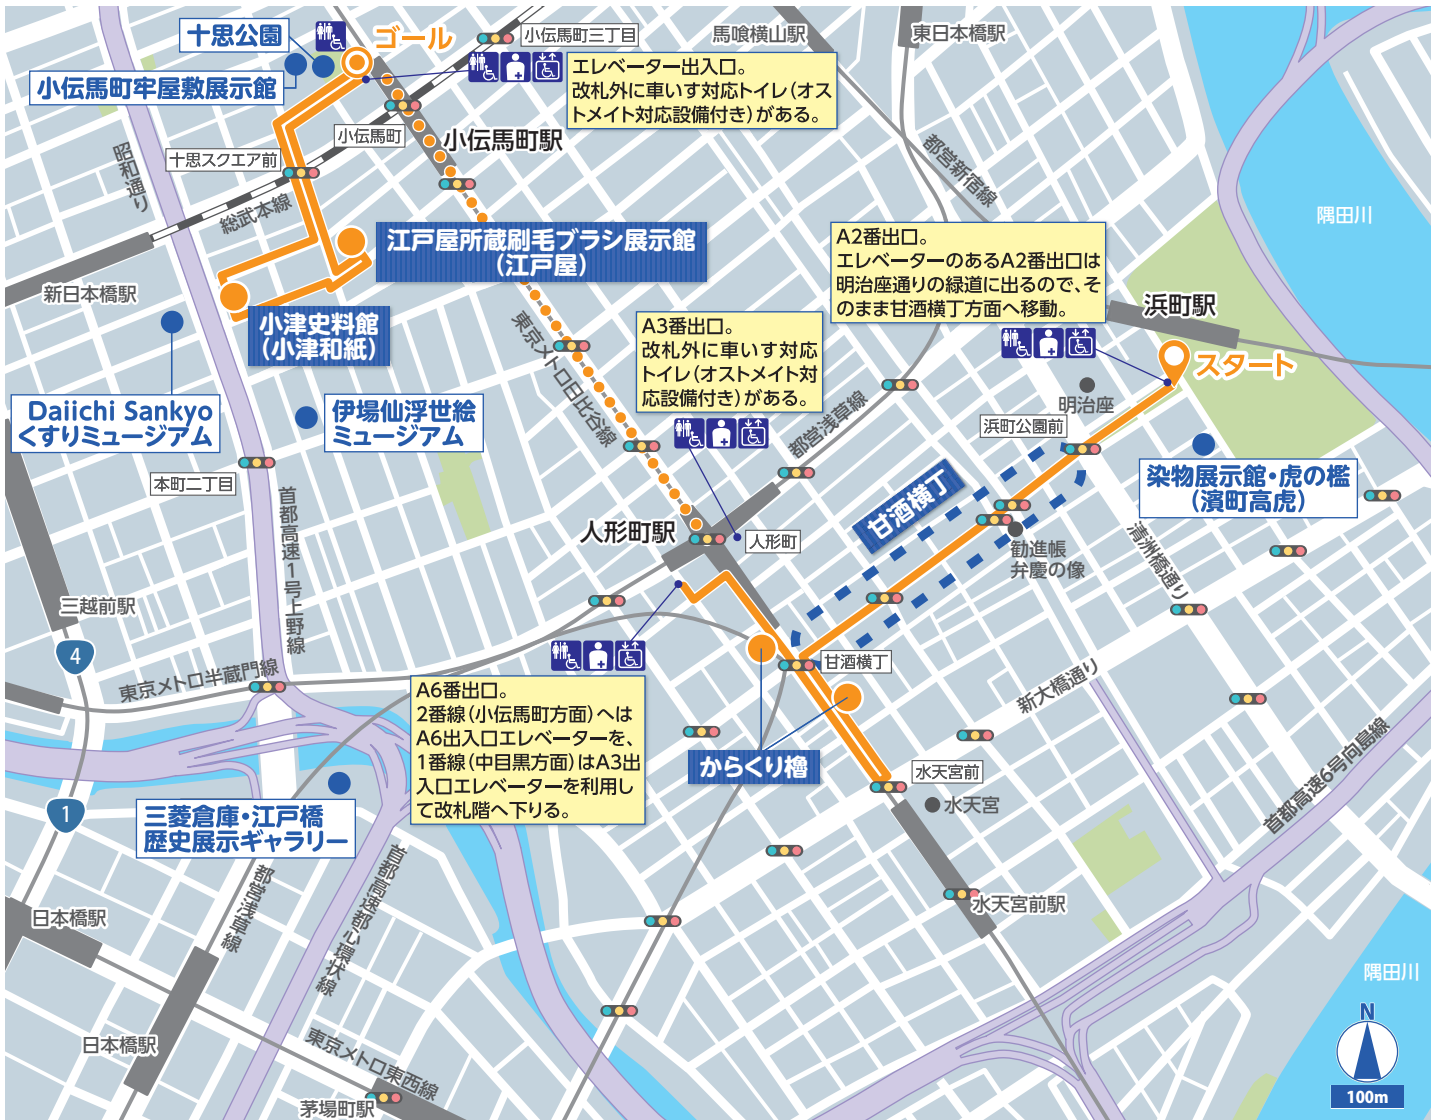 十思公園
ゴール
小伝馬町三丁目
馬喰横山駅
東日本橋駅
小伝馬町牢屋敷展示館
エレベーター出入口。
改札外に車いす対応トイレ(オス
トメイト対応設備付き)がある。
小伝馬町
小伝馬町駅
十思スクエア前
昭和通り
総武本線
都営新宿線
隅田川
江戸屋所蔵刷毛ブラシ展示館
(江戸屋)
A2番出口。
エレベーターのあるA2番出口は
明治座通りの緑道に出るので、そ
のまま甘酒横丁方面へ移動。
新日本橋駅
浜町駅
小津史料館
(小津和紙)
東京メトロ日比谷線
A3番出口。
改札外に車いす対応
トイレ(オストメイト対
応設備付き)がある。
スタート
明治座
Daiichi Sankyo
くすりミュージアム
伊場仙浮世絵
ミュージアム
都営浅草線
浜町公園前
本町二丁目
染物展示館・虎の檻
(濱町高虎)
甘酒横丁
首都高速1号上野線
人形町駅
人形町
勧進帳
弁慶の像
清洲橋通り
三越前駅
4
東京メトロ半蔵門線
甘酒横丁
新大橋通り
A6番出口。
2番線(小伝馬町方面)へは
A6出入口エレベーターを、
1番線(中目黒方面)はA3出
入口エレベーターを利用し
て改札階へ下りる。
からくり櫓
水天宮前
水天宮
首都高速6号向島線
1
三菱倉庫・江戸橋
歴史展示ギャラリー
都営浅草線
首都高速都心環状線
日本橋駅
水天宮前駅
隅田川
日本橋駅
東京メトロ東西線
茅場町駅
N
100m